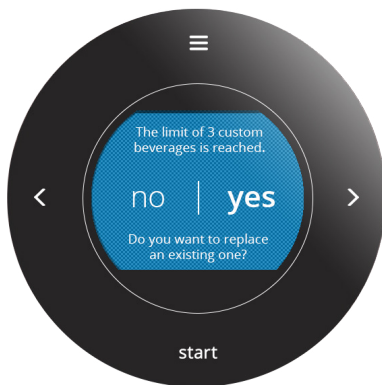 The limit of 3 custom
beverages is reached.
no | yes
Do you want to replace
an existing one?
start